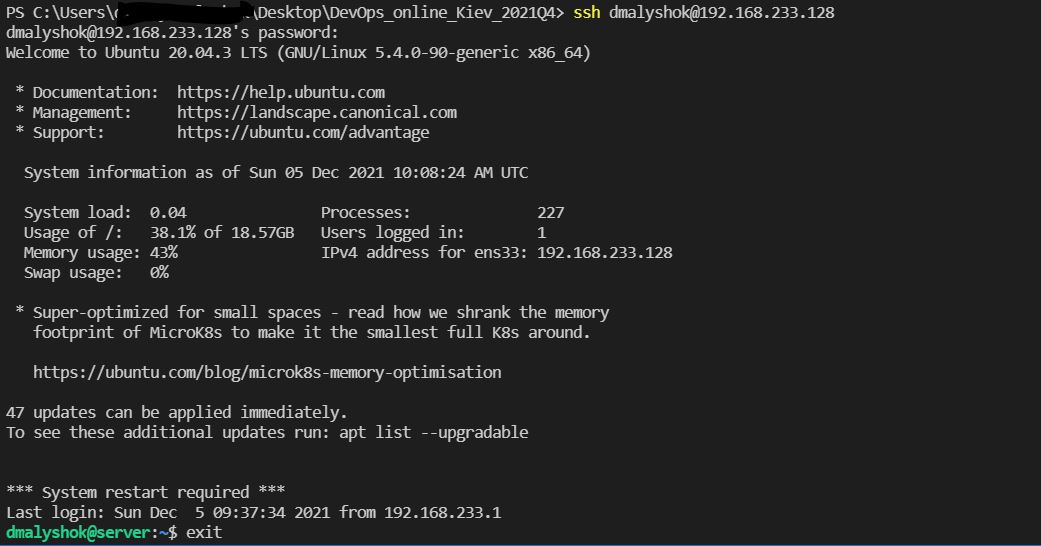 PS C:\Users\ \Desktop\DevOps_online_Kiev_2021Q4> ssh dmalyshok@192.168.233.128
dmalyshok@192.168.233.128's password:
Welcome to Ubuntu 20.04.3 LTS (GNU/Linux 5.4.0-90-generic x86_64)
* Documentation:  https://help.ubuntu.com
* Management:     https://landscape.canonical.com
* Support:        https://ubuntu.com/advantage
System information as of Sun 05 Dec 2021 10:08:24 AM UTC
System load:  0.04               Processes:              227
Usage of /:   38.1% of 18.57GB   Users logged in:        1
Memory usage: 43%                IPv4 address for ens33: 192.168.233.128
Swap usage:   0%
* Super-optimized for small spaces - read how we shrank the memory
footprint of MicroK8s to make it the smallest full K8s around.
https://ubuntu.com/blog/microk8s-memory-optimisation
47 updates can be applied immediately.
To see these additional updates run: apt list --upgradable
*** System restart required ***
Last login: Sun Dec  5 09:37:34 2021 from 192.168.233.1
dmalyshok@server:~$ exit